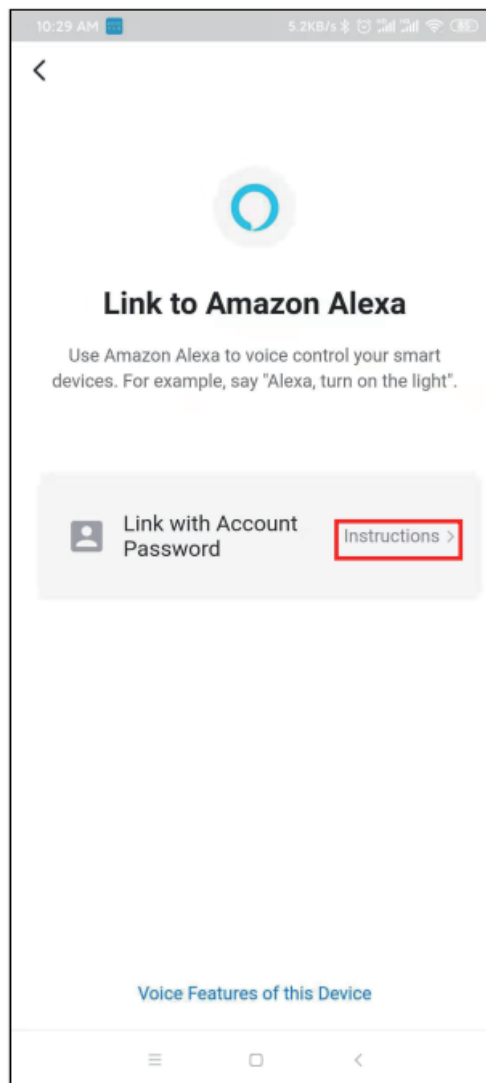 10:29 AM 5.2KB/s
Link to Amazon Alexa
Use Amazon Alexa to voice control your smart
devices. For example, say "Alexa, turn on the light".
Link with Account
Password
Instructions >
Voice Features of this Device